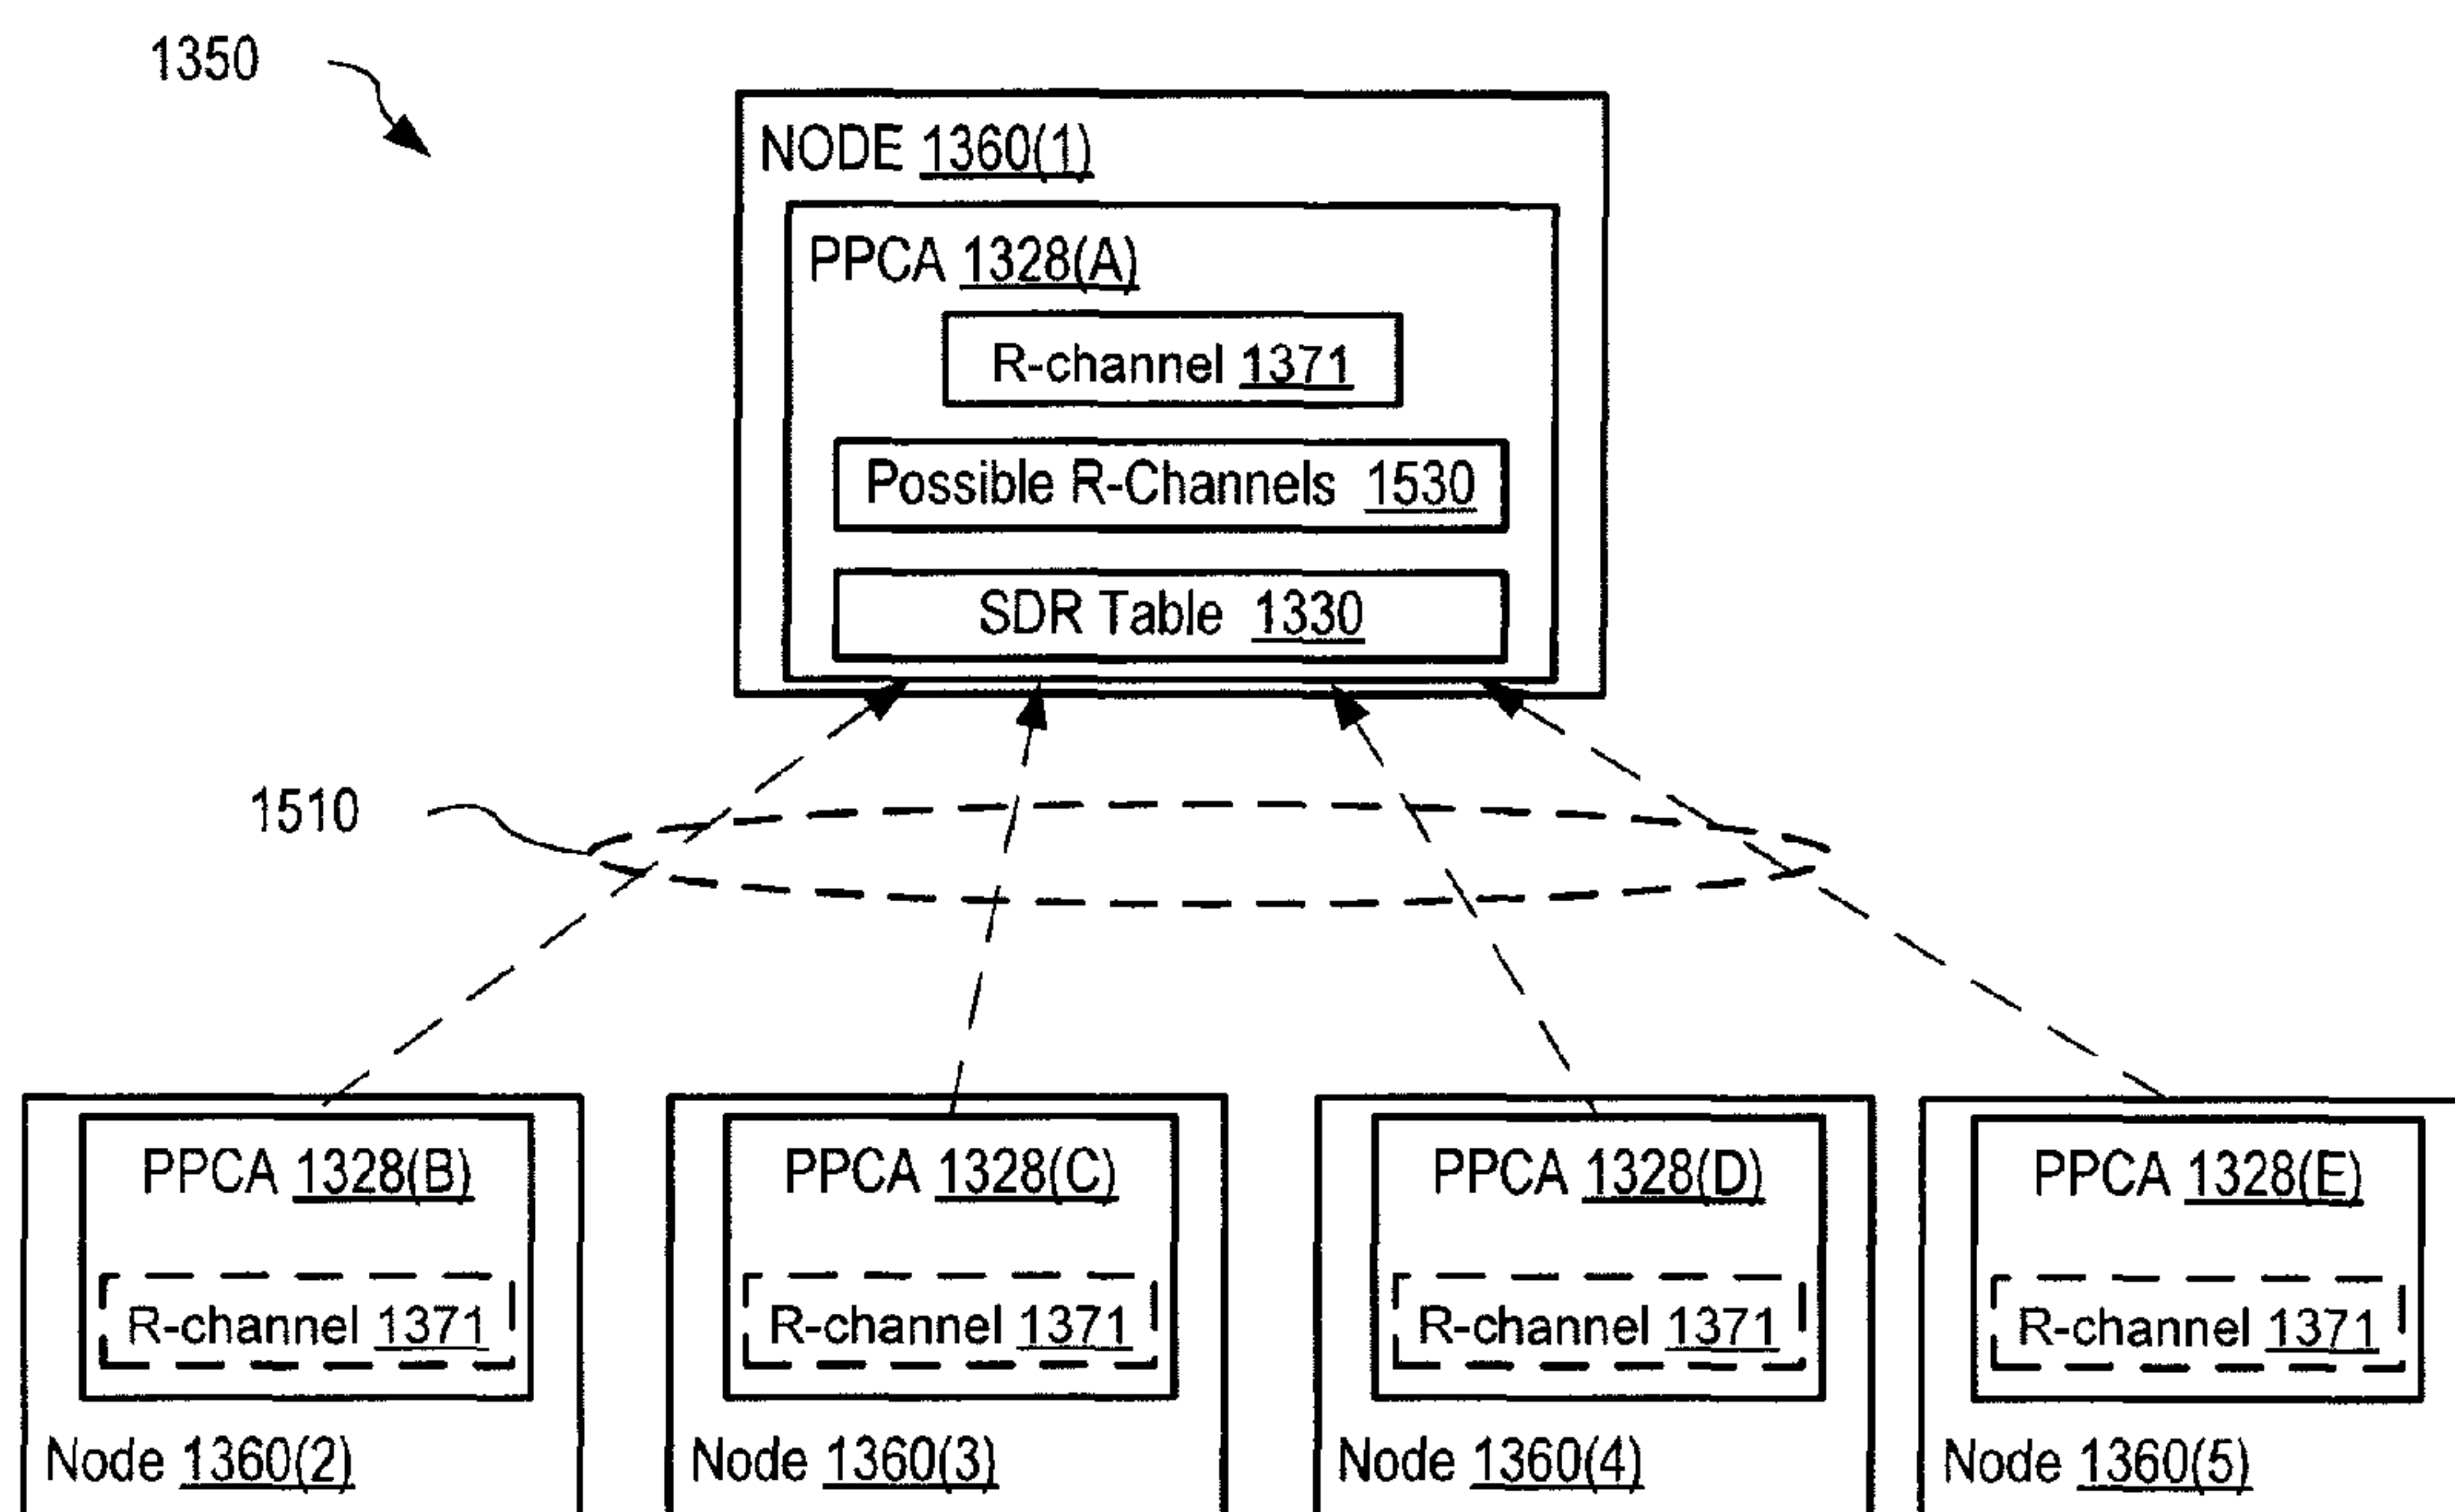 1350
NODE 1360(1)
PPCA 1328(A)
R-channel 1371
Possible R-Channels 1530
SDR Table 1330
1510
PPCA 1328(B)
R-channel 1371
Node 1360(2)
PPCA 1328(C)
R-channel 1371
Node 1360(3)
PPCA 1328(D)
R-channel 1371
Node 1360(4)
PPCA 1328(E)
R-channel 1371
Node 1360(5)